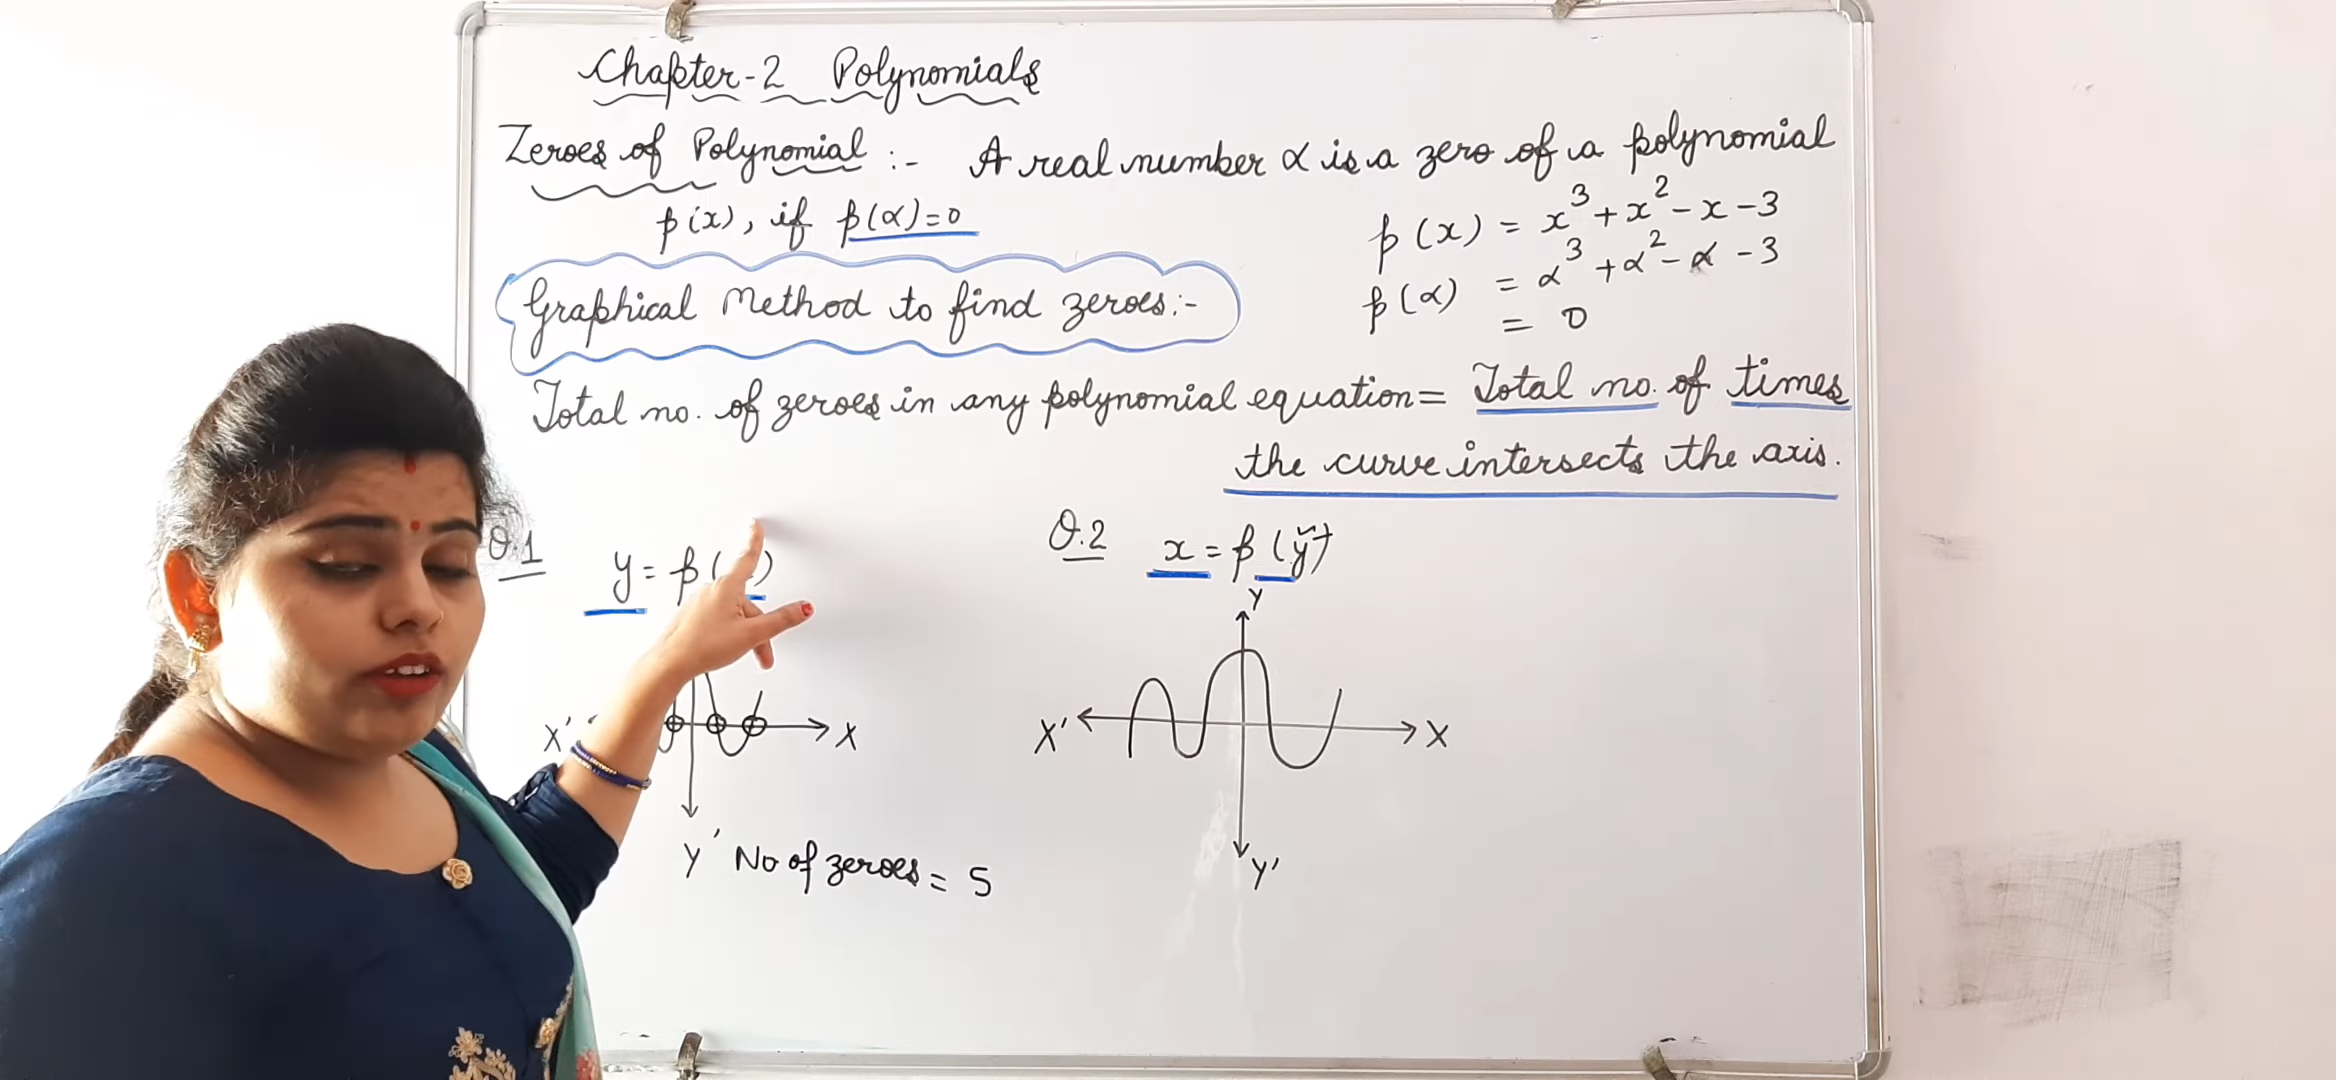 Chapter-2 Polynomials
Zeroes of Polynomial :- A real number α is a zero of a polynomial
p(x), if p(α)=0
p(x) = x³+x²-x-3
p(α) = α³+α²-α-3
= 0
Graphical Method to find zeroes:-
Total no. of zeroes in any polynomial equation= Total no. of times
the curve intersects the axis.
Q.1 y = p( )
X' X
Y'
No of zeroes = 5
Q.2 x = p(y)
Y
X' X
Y'